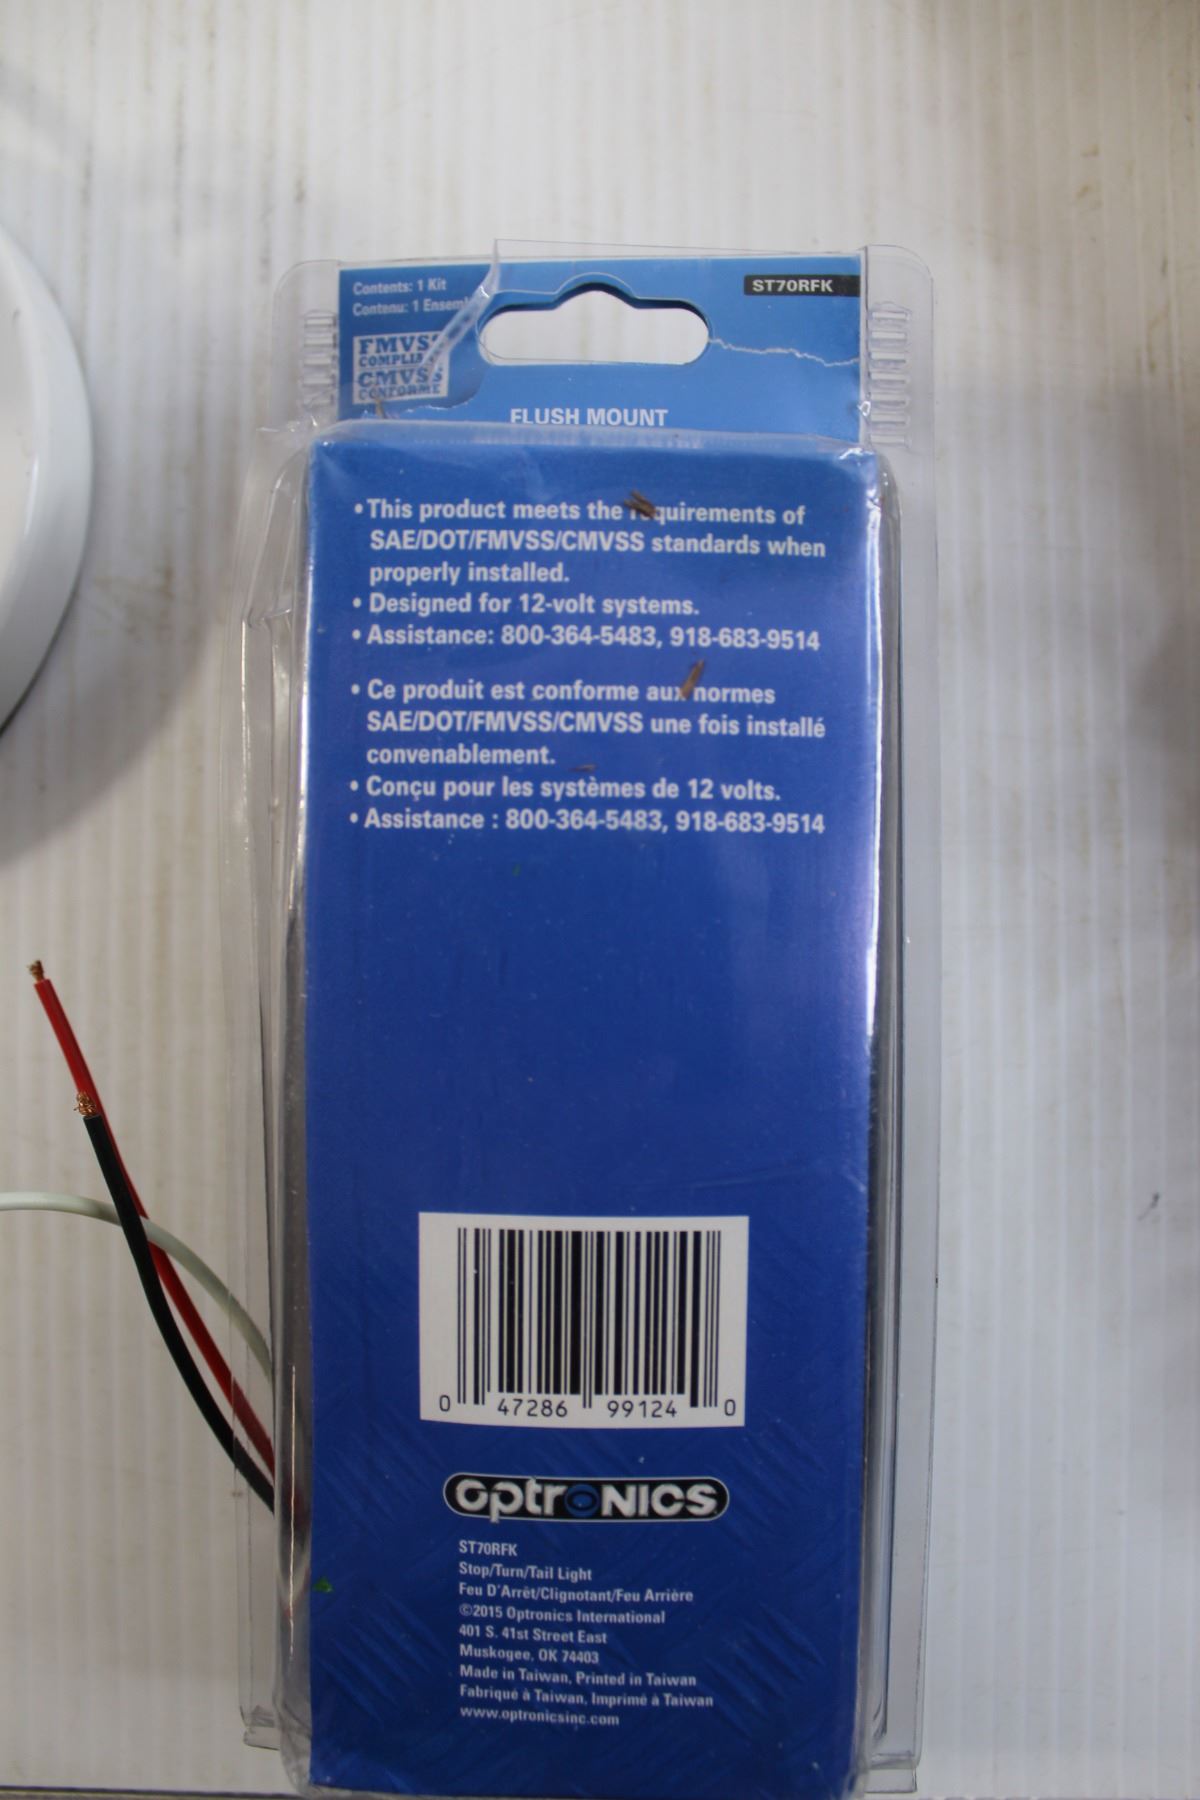 Contents: 1 Kit
Contenu: 1
ST70RFK
FMVSS
CMVSS
CONFORME
FLUSH MOUNT
• This product meets the requirements of
SAE/DOT/FMVSS/CMVSS standards when
properly installed.
• Designed for 12-volt systems.
• Assistance: 800-364-5483, 918-683-9514
• Ce produit est conforme aux normes
SAE/DOT/FMVSS/CMVSS une fois installé
convenablement.
• Conçu pour les systèmes de 12 volts.
• Assistance : 800-364-5483, 918-683-9514
0 47286 99124 0
optronics
ST70RFK
Stop/Turn/Tail Light
Feu D'Arrêt/Clignotant/Feu Arrière
©2015 Optronics International
401 S. 41st Street East
Muskogee, OK 74403
Made in Taiwan, Printed in Taiwan
Fabriqué à Taiwan, Imprimé à Taiwan
www.optronicsinc.com